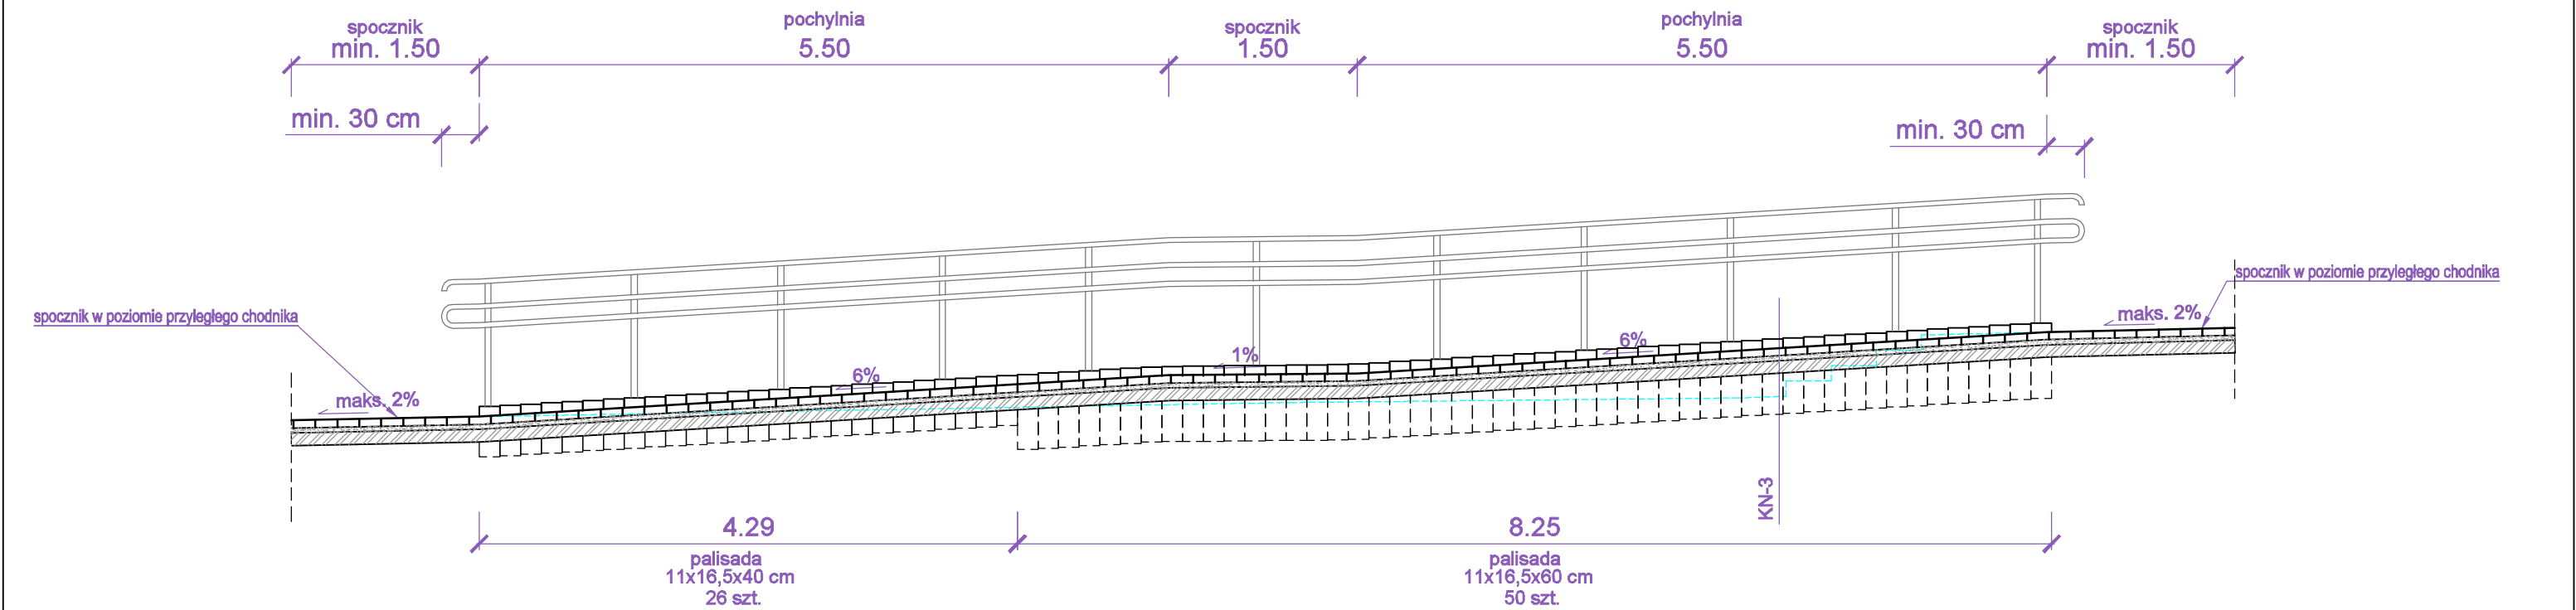 spocznik
min. 1.50
pochylnia
5.50
spocznik
1.50
pochylnia
5.50
spocznik
min. 1.50
min. 30 cm
min. 30 cm
spocznik w poziomie przyległego chodnika
spocznik w poziomie przyległego chodnika
maks. 2%
6%
1%
6%
maks. 2%
KN-3
4.29
palisada
11x16,5x40 cm
26 szt.
8.25
palisada
11x16,5x60 cm
50 szt.